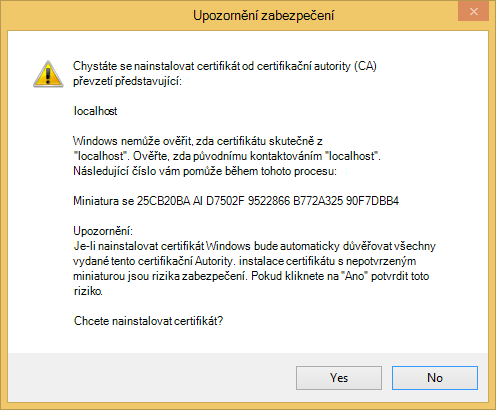 Upozornění zabezpečení
Chystáte se nainstalovat certifikát od certifikační autority (CA)
převzetí představující:
localhost
Windows nemůže ověřit, zda certifikátu skutečně z
"localhost". Ověřte, zda původnímu kontaktováním "localhost".
Následující číslo vám pomůže během tohoto procesu:
Miniatura se 25CB20BA AI D7502F 9522866 B772A325 90F7DBB4
Upozornění:
Je-li nainstalovat certifikát Windows bude automaticky důvěřovat všechny
vydané tento certifikační Autority. instalace certifikátu s nepotvrzeným
miniaturou jsou rizika zabezpečení. Pokud kliknete na "Ano" potvrdit toto
riziko.
Chcete nainstalovat certifikát?
Yes No